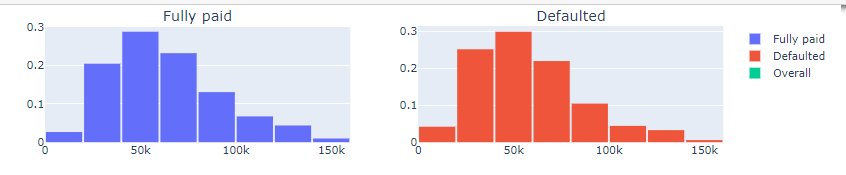 Fully paid
0.3
0.2
0.1
0
0 50k 100k 150k
Defaulted
0.3
0.2
0.1
0
0 50k 100k 150k
Fully paid
Defaulted
Overall